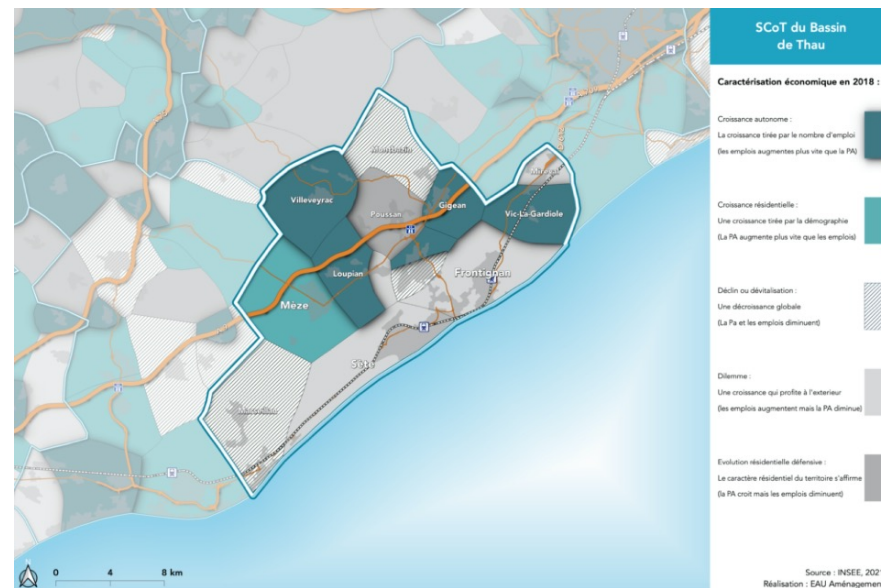 SCoT du Bassin
de Thau
Caractérisation économique en 2018 :
Croissance autonome :
La croissance tirée par le nombre d'emploi
(les emplois augmentes plus vite que la PA)
Croissance résidentielle :
Une croissance tirée par la démographie
(La PA augmente plus vite que les emplois)
Déclin ou dévitalisation :
Une décroissance globale
(La Pa et les emplois diminuent)
Dilemme :
Une croissance qui profite à l'exterieur
(les emplois augmentent mais la PA diminue)
Evolution résidentielle défensive :
Le caractère résidentiel du territoire s'affirme
(la PA croit mais les emplois diminuent)
Source : INSEE, 2021
Réalisation : EAU Aménagement
Montbazin
Mireval
Villeveyrac
Poussan
Gigean
Vic-La-Gardiole
Loupian
Frontignan
Mèze
Sète
Marseillan
N
0 4 8 km